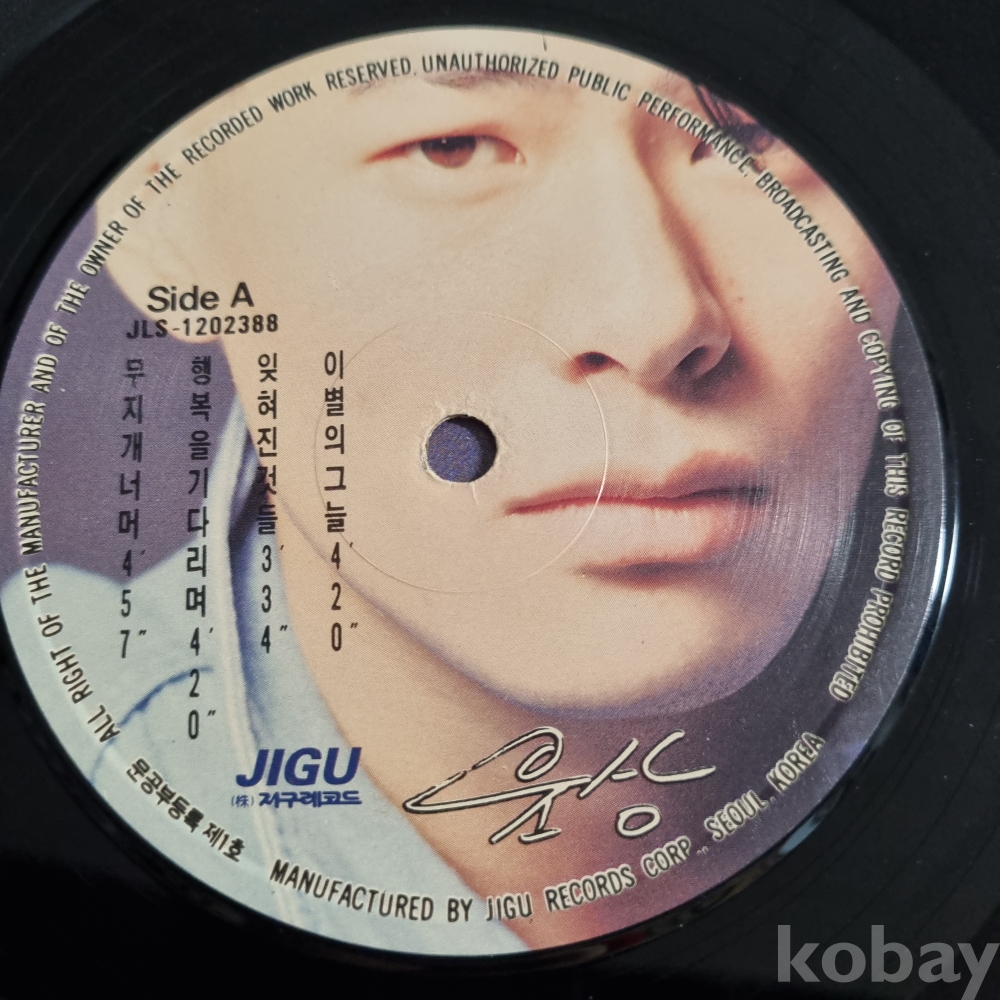 ALL RIGHT OF THE MANUFACTURER AND OF THE OWNER OF THE RECORDED WORK RESERVED. UNAUTHORIZED PUBLIC PERFORMANCE, BROADCASTING AND COPYING OF THIS RECORD PROHIBITED
Side A
JLS-1202388
이별의그늘4′20″
잊혀진것들3′34″
행복을기다리며4′20″
무지개너머4′57″
JIGU
(株) 지구레코드
윤상
문공부등록 제1호
MANUFACTURED BY JIGU RECORDS CORP., SEOUL. KOREA
kobay